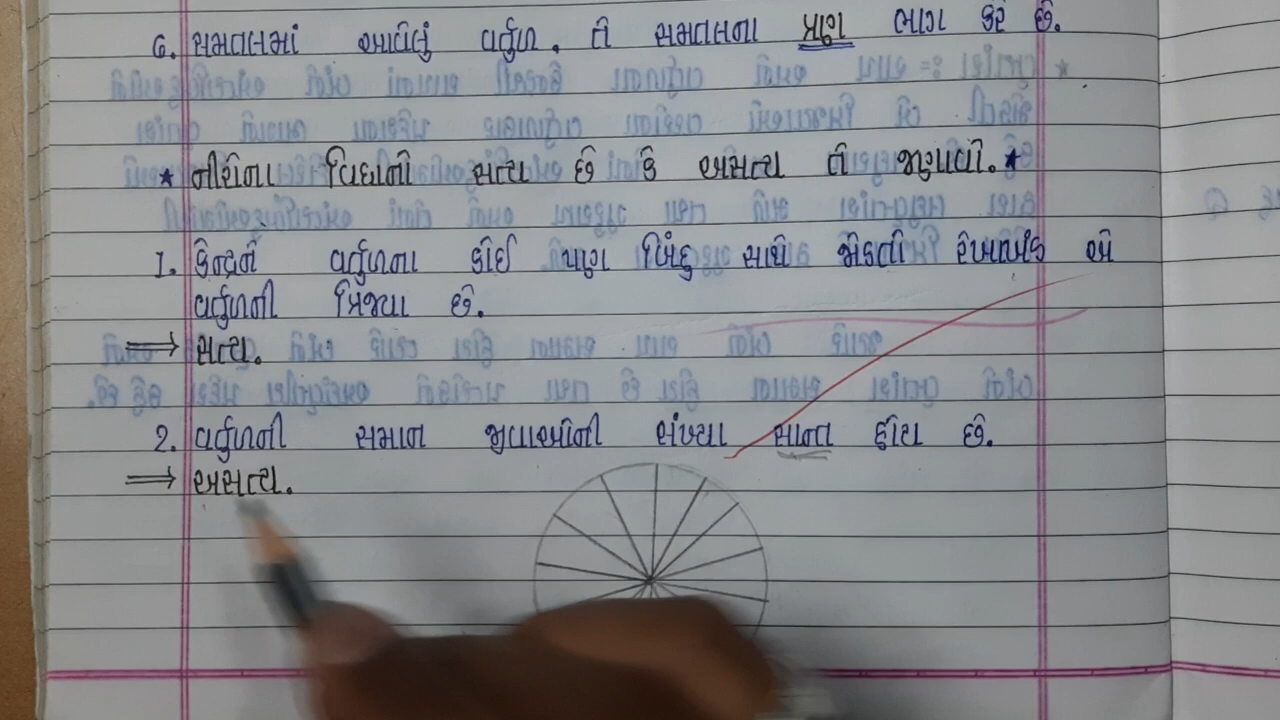 6. સમતલમાં આવેલું વર્તુળ, તે સમતલના ત્રણ ભાગ કરે છે.
★ નીચેના વિધાનો સત્ય છે કે અસત્ય તે જણાવો. ★
1. કેન્દ્રને વર્તુળના કોઈ પણ બિંદુ સાથે જોડતો રેખાખંડ એ
વર્તુળની ત્રિજ્યા છે.
⇒ સત્ય.
2. વર્તુળની સમાન જીવાઓની સંખ્યા સાન્ત હોય છે.
⇒ અસત્ય.